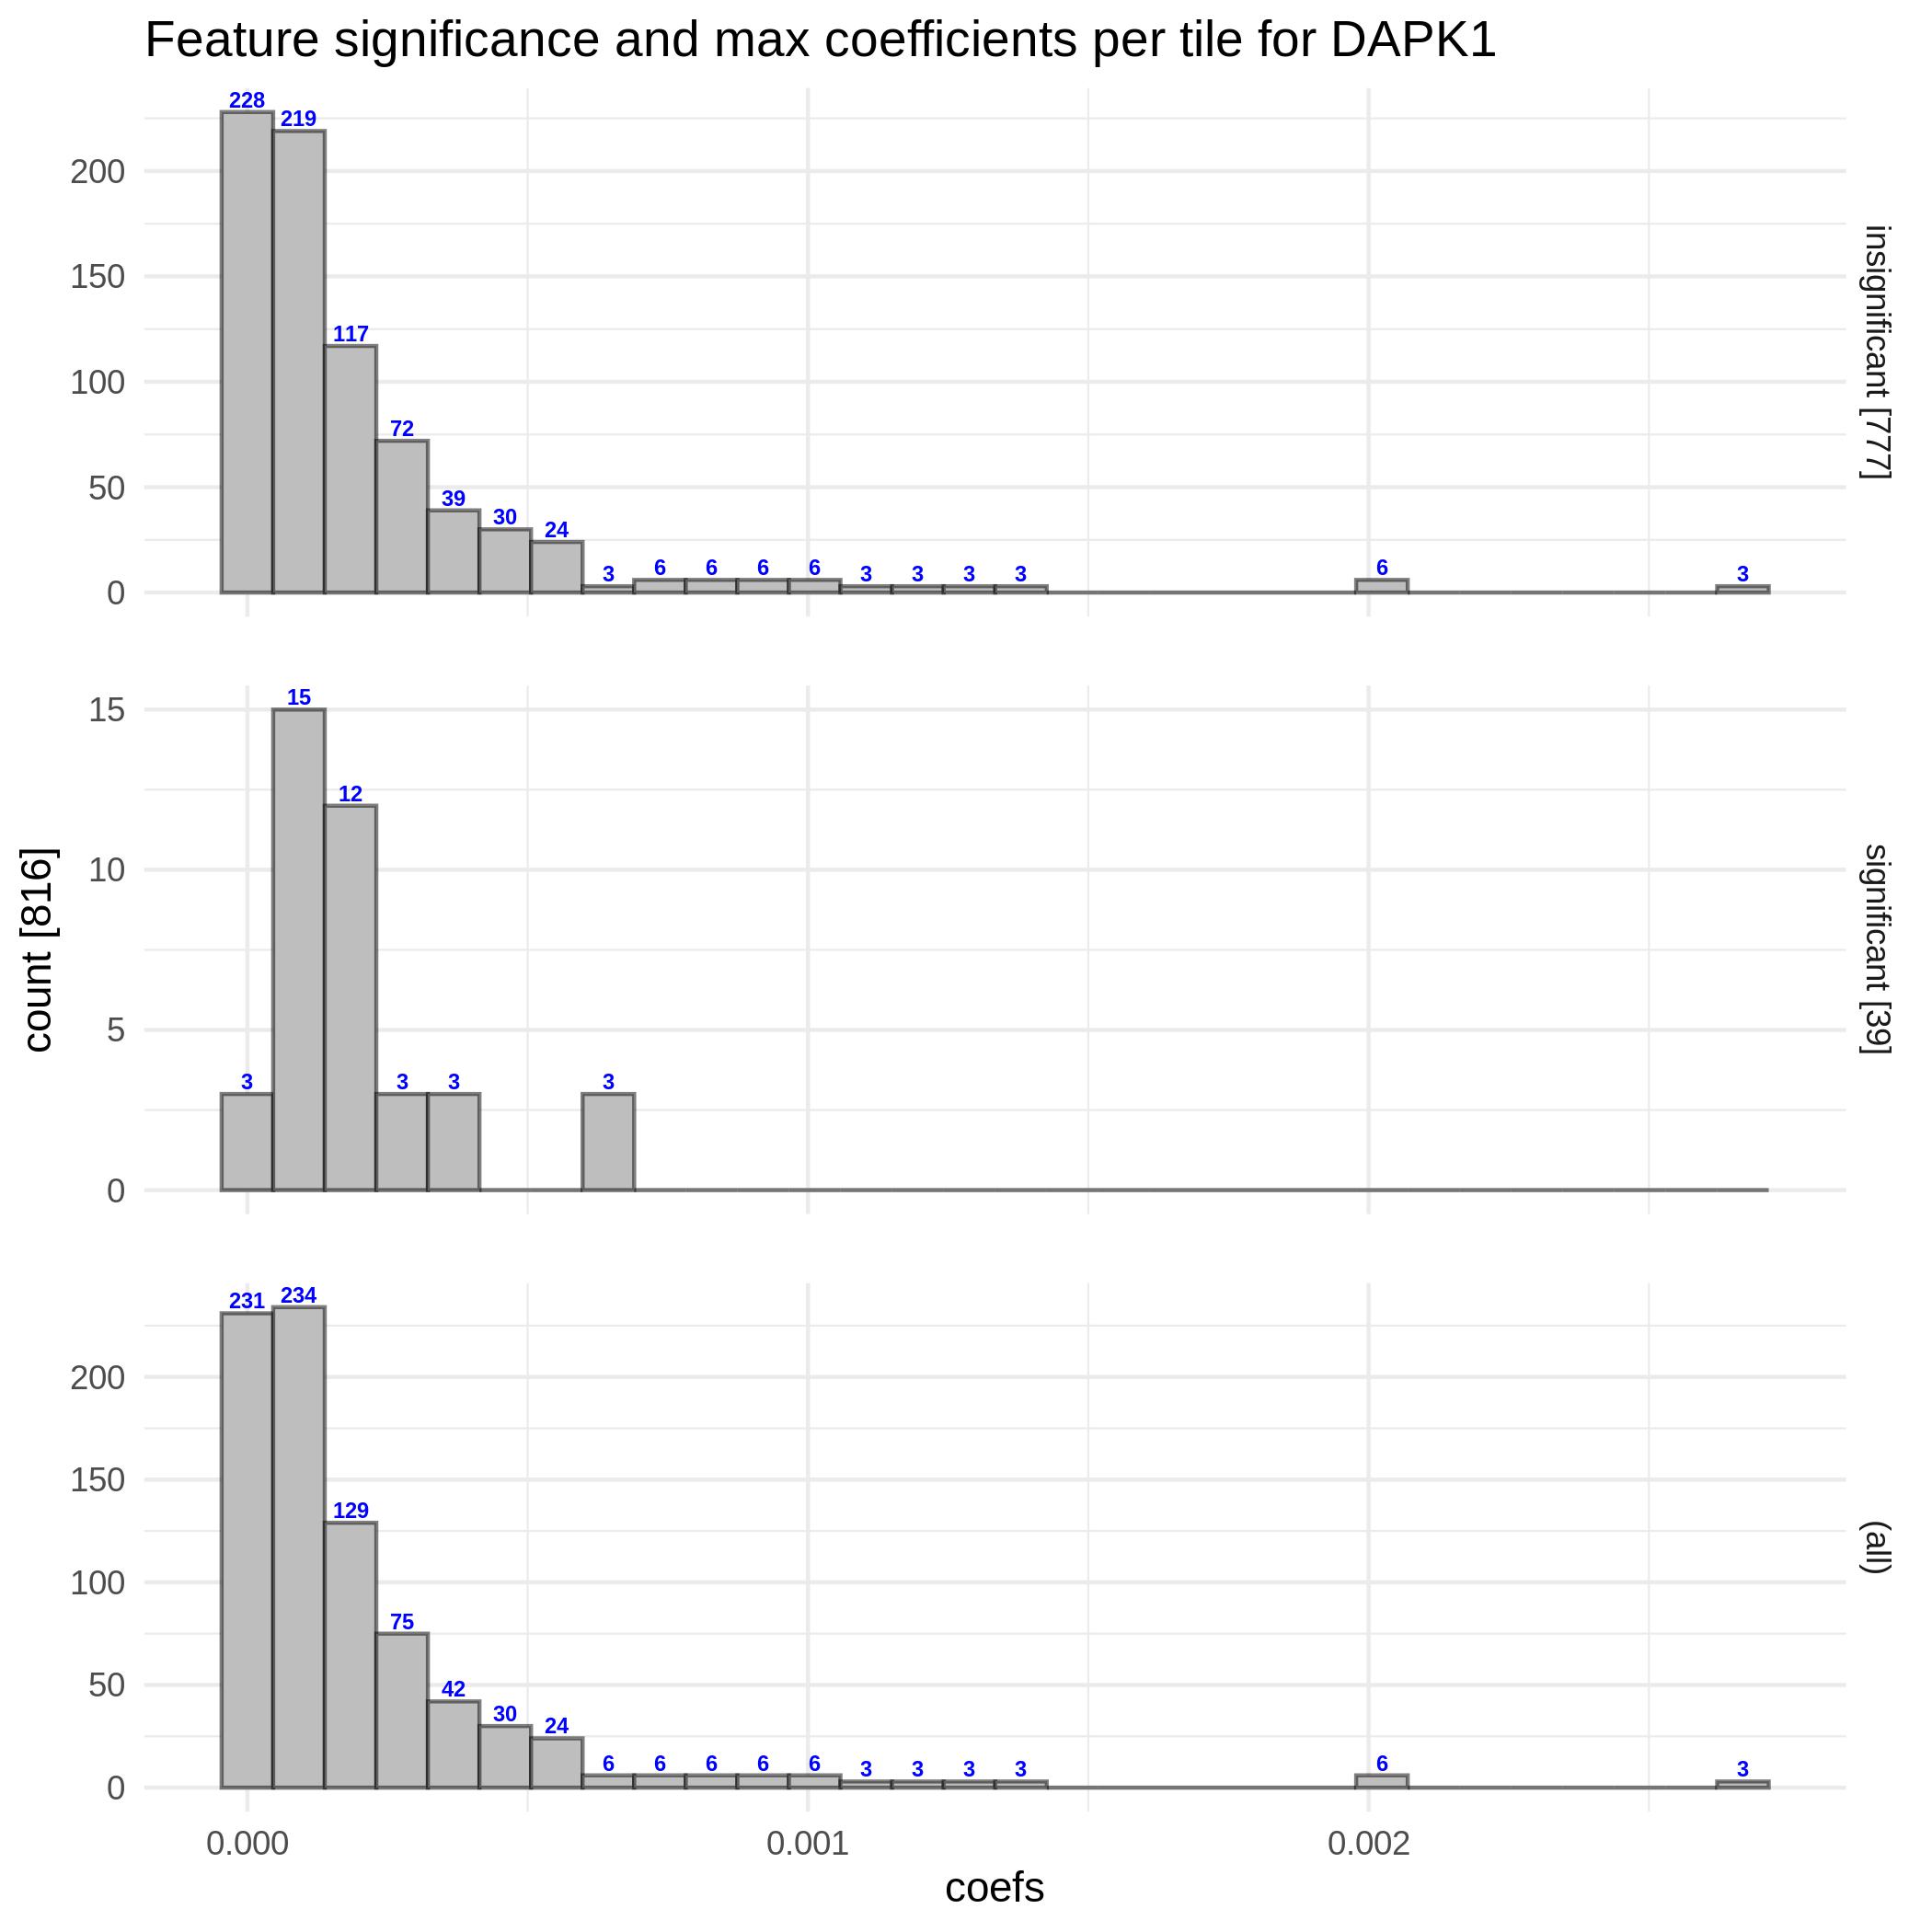 Feature significance and max coefficients per tile for DAPK1
228 219 117 72 39 30 24 3 6 6 6 6 3 3 3 3 6 3
200
150
100
50
0
insignificant [777]
15 12 3 3 3 3
15
10
5
0
significant [39]
count [816]
231 234 129 75 42 30 24 6 6 6 6 6 3 3 3 3 6 3
200
150
100
50
0
(all)
0.000 0.001 0.002
coefs